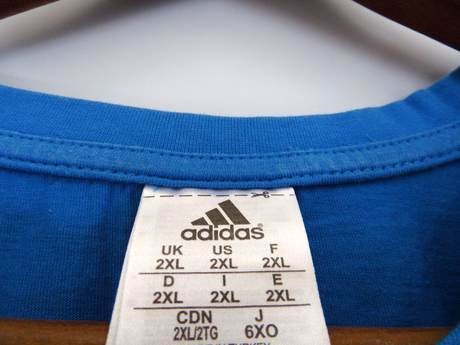 adidas
UK US F
2XL 2XL 2XL
D I E
2XL 2XL 2XL
CDN J
2XL/2TG 6XO